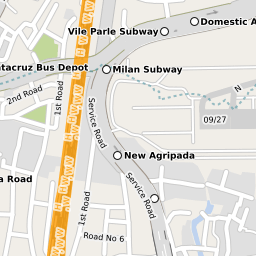 Domestic A
Vile Parle Subway
atacruz Bus Depot
Milan Subway
2nd Road
1st Road
Service Road
N
09/27
New Agripada
a Road
Service Road
1st Road
Road No 6